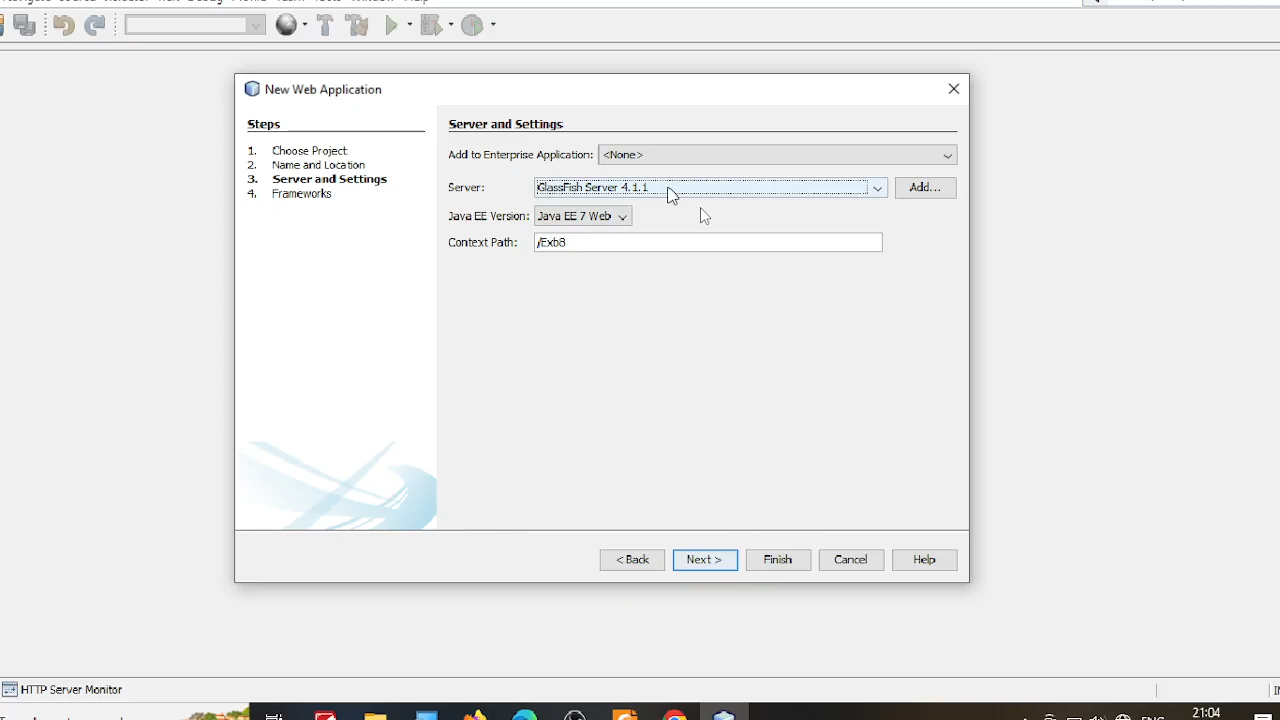 New Web Application
Steps
1. Choose Project
2. Name and Location
3. Server and Settings
4. Frameworks
Server and Settings
Add to Enterprise Application: <None>
Server: GlassFish Server 4.1.1 Add...
Java EE Version: Java EE 7 Web
Context Path: /Exb8
< Back Next > Finish Cancel Help
HTTP Server Monitor
21:04